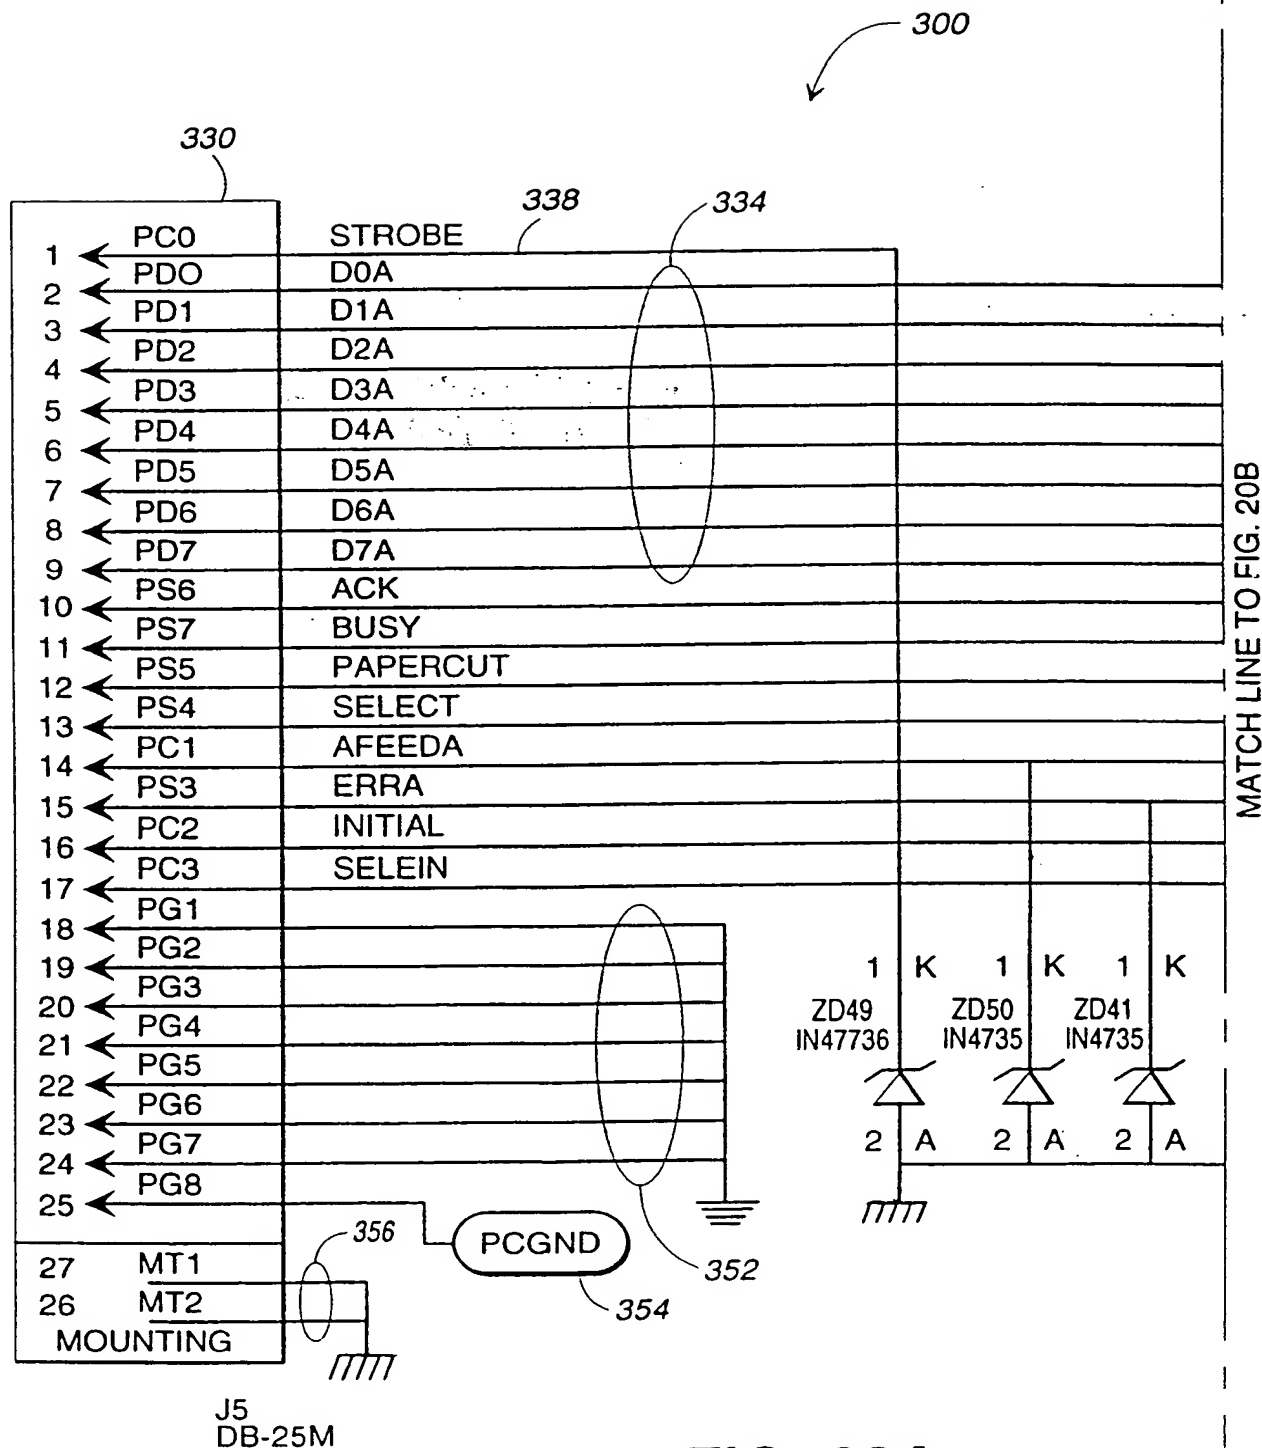 300
330
338
334
1 PC0 STROBE
2 PDO D0A
3 PD1 D1A
4 PD2 D2A
5 PD3 D3A
6 PD4 D4A
7 PD5 D5A
8 PD6 D6A
9 PD7 D7A
10 PS6 ACK
11 PS7 BUSY
12 PS5 PAPERCUT
13 PS4 SELECT
14 PC1 AFEEDA
15 PS3 ERRA
16 PC2 INITIAL
17 PC3 SELEIN
18 PG1
19 PG2
20 PG3
21 PG4
22 PG5
23 PG6
24 PG7
25 PG8
1 K 1 K 1 K
ZD49 ZD50 ZD41
IN47736 IN4735 IN4735
2 A 2 A 2 A
PCGND
352
354
356
27 MT1
26 MT2
MOUNTING
J5
DB-25M
MATCH LINE TO FIG. 20B